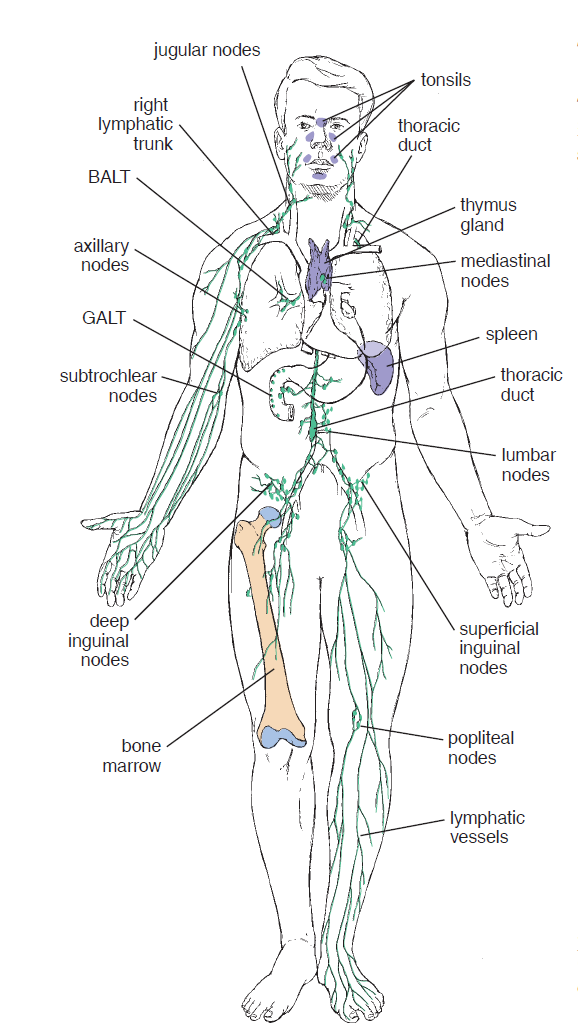 jugular nodes
tonsils
right
lymphatic
trunk
thoracic
duct
BALT
thymus
gland
axillary
nodes
mediastinal
nodes
GALT
spleen
subtrochlear
nodes
thoracic
duct
lumbar
nodes
deep
inguinal
nodes
superficial
inguinal
nodes
bone
marrow
popliteal
nodes
lymphatic
vessels